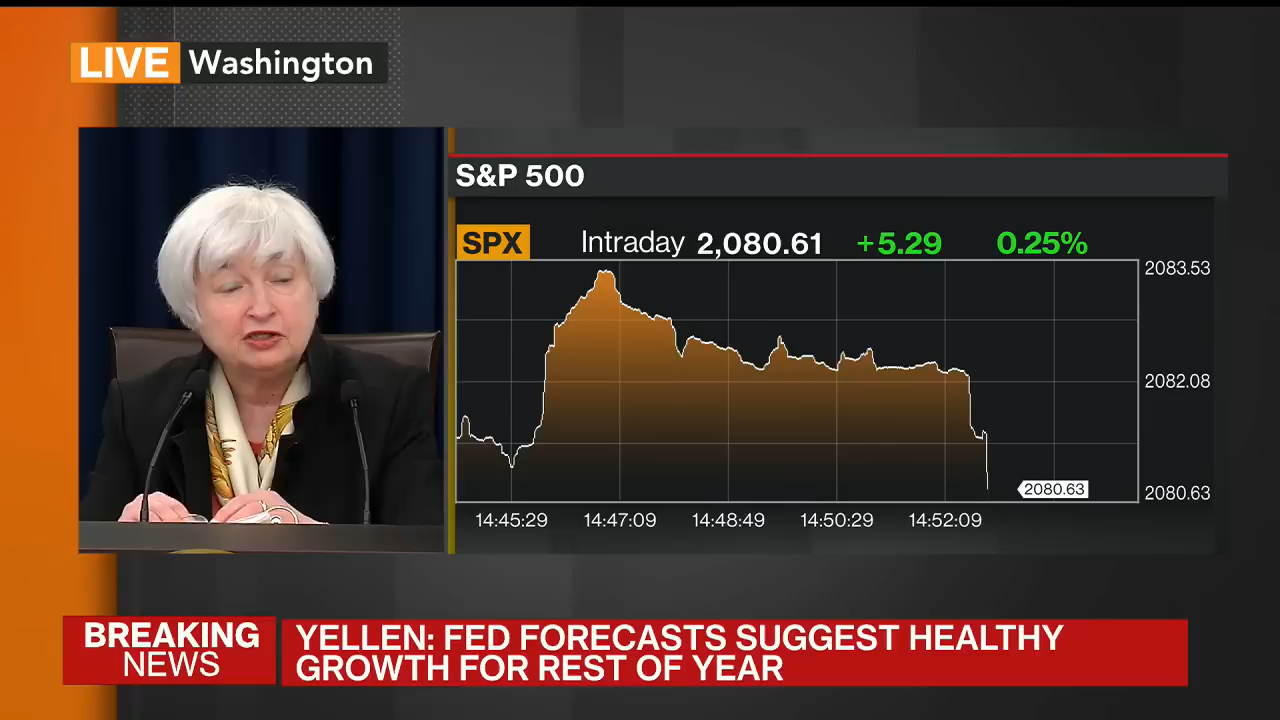 LIVE Washington
S&P 500
SPX Intraday 2,080.61 +5.29 0.25%
2083.53
2082.08
2080.63
2080.63
14:45:29 14:47:09 14:48:49 14:50:29 14:52:09
BREAKING NEWS
YELLEN: FED FORECASTS SUGGEST HEALTHY
GROWTH FOR REST OF YEAR